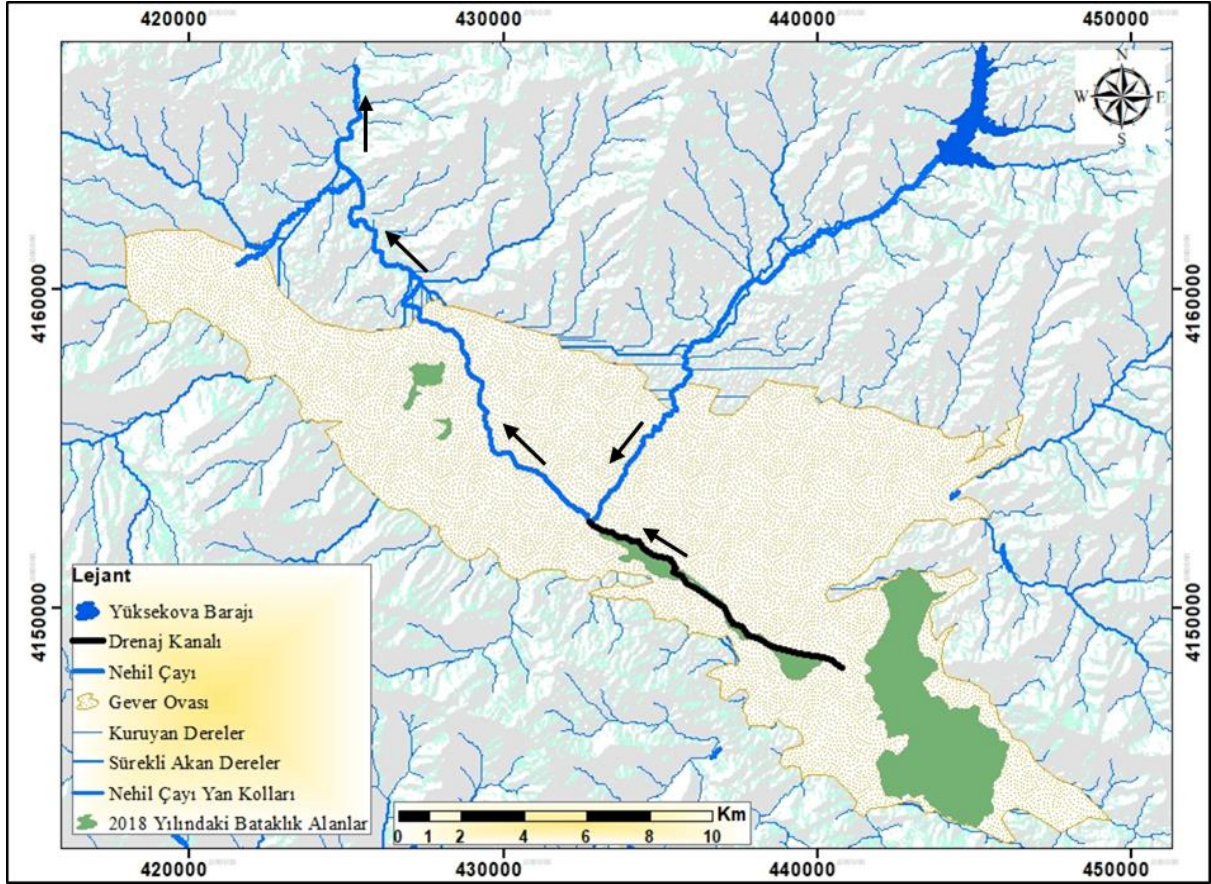 420000 430000 440000 450000
N
W E
S
4160000 4160000
4150000 4150000
Lejant
Yüksekova Barajı
Drenaj Kanalı
Nehil Çayı
Gever Ovası
Kuruyan Dereler
Sürekli Akan Dereler
Nehil Çayı Yan Kolları
2018 Yılındaki Bataklık Alanlar
Km
0 1 2 4 6 8 10
420000 430000 440000 450000